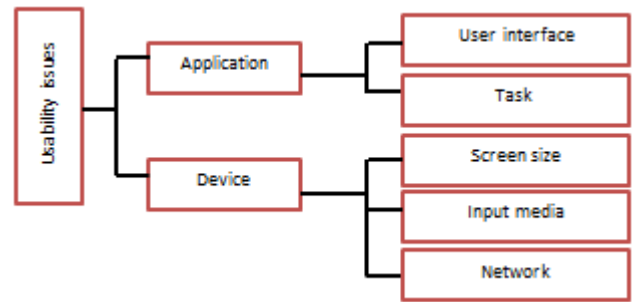 Usability issues
Application
User interface
Task
Device
Screen size
Input media
Network